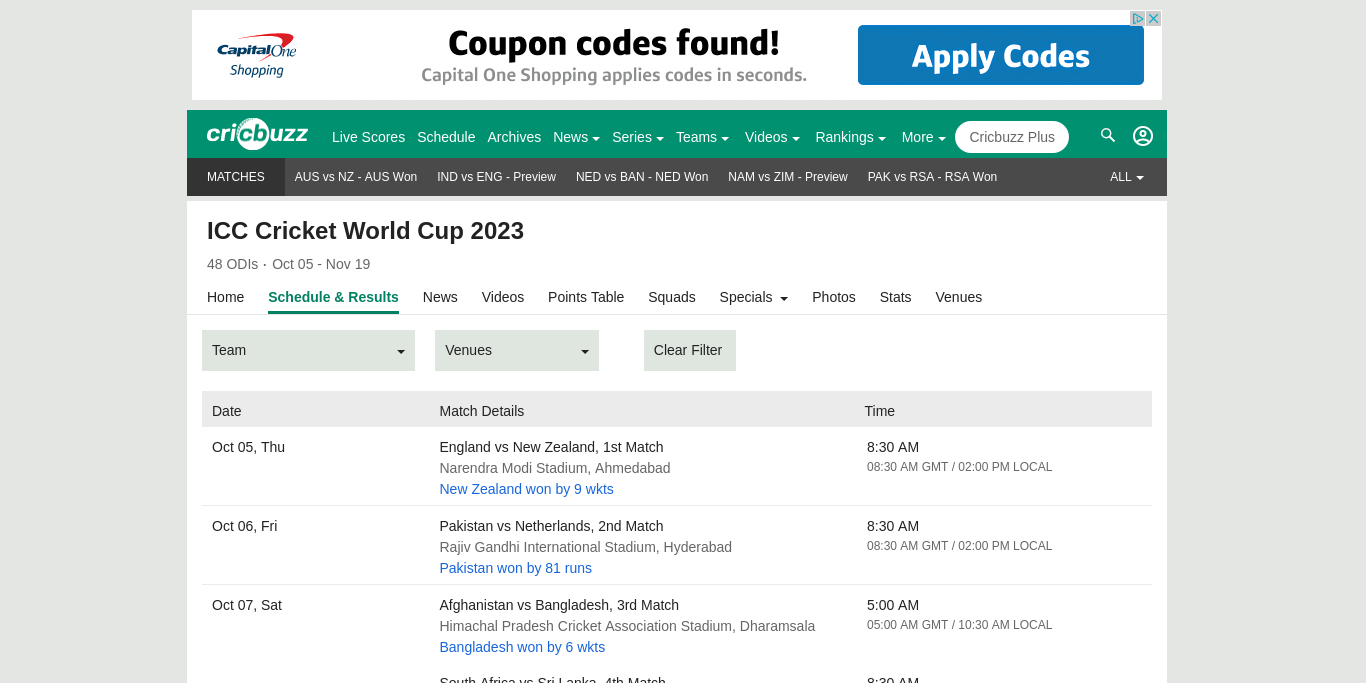 Capital One
Shopping
Coupon codes found!
Capital One Shopping applies codes in seconds.
Apply Codes
cricbuzz
Live Scores Schedule Archives News Series Teams Videos Rankings More Cricbuzz Plus
MATCHES AUS vs NZ - AUS Won IND vs ENG - Preview NED vs BAN - NED Won NAM vs ZIM - Preview PAK vs RSA - RSA Won ALL
ICC Cricket World Cup 2023
48 ODIs · Oct 05 - Nov 19
Home Schedule & Results News Videos Points Table Squads Specials Photos Stats Venues
Team Venues Clear Filter
Date Match Details Time
Oct 05, Thu England vs New Zealand, 1st Match 8:30 AM
Narendra Modi Stadium, Ahmedabad 08:30 AM GMT / 02:00 PM LOCAL
New Zealand won by 9 wkts
Oct 06, Fri Pakistan vs Netherlands, 2nd Match 8:30 AM
Rajiv Gandhi International Stadium, Hyderabad 08:30 AM GMT / 02:00 PM LOCAL
Pakistan won by 81 runs
Oct 07, Sat Afghanistan vs Bangladesh, 3rd Match 5:00 AM
Himachal Pradesh Cricket Association Stadium, Dharamsala 05:00 AM GMT / 10:30 AM LOCAL
Bangladesh won by 6 wkts
South Africa vs Sri Lanka, 4th Match 8:30 AM